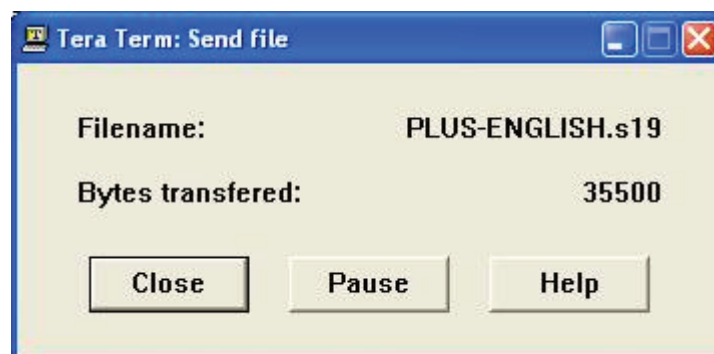 Tera Term: Send file
Filename: PLUS-ENGLISH.s19
Bytes transfered: 35500
Close Pause Help